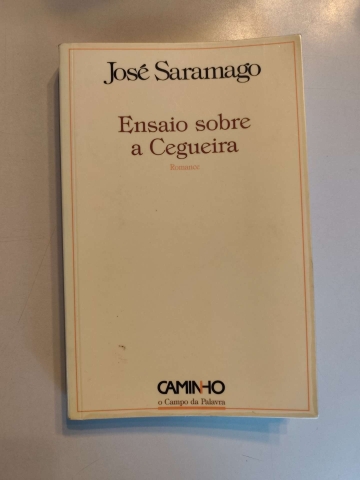 José Saramago
Ensaio sobre
a Cegueira
Romance
CAMINHO
o Campo da Palavra